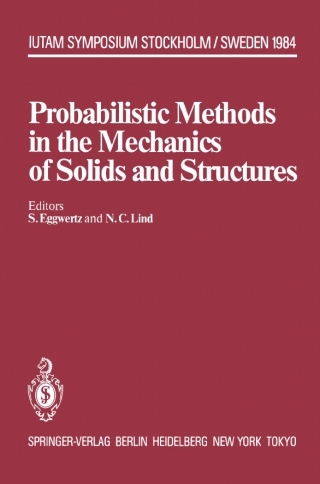 IUTAM SYMPOSIUM STOCKHOLM/SWEDEN 1984
Probabilistic Methods
in the Mechanics
of Solids and Structures
Editors
S. Eggwertz and N. C. Lind
SPRINGER-VERLAG BERLIN HEIDELBERG NEW YORK TOKYO